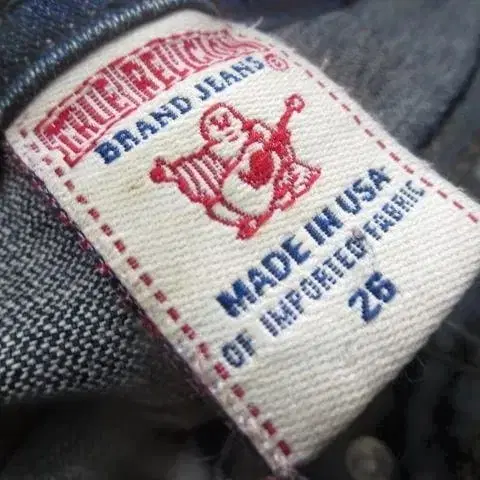 TRUE RELIGION
BRAND JEANS®
MADE IN USA
OF IMPORTED FABRIC
26